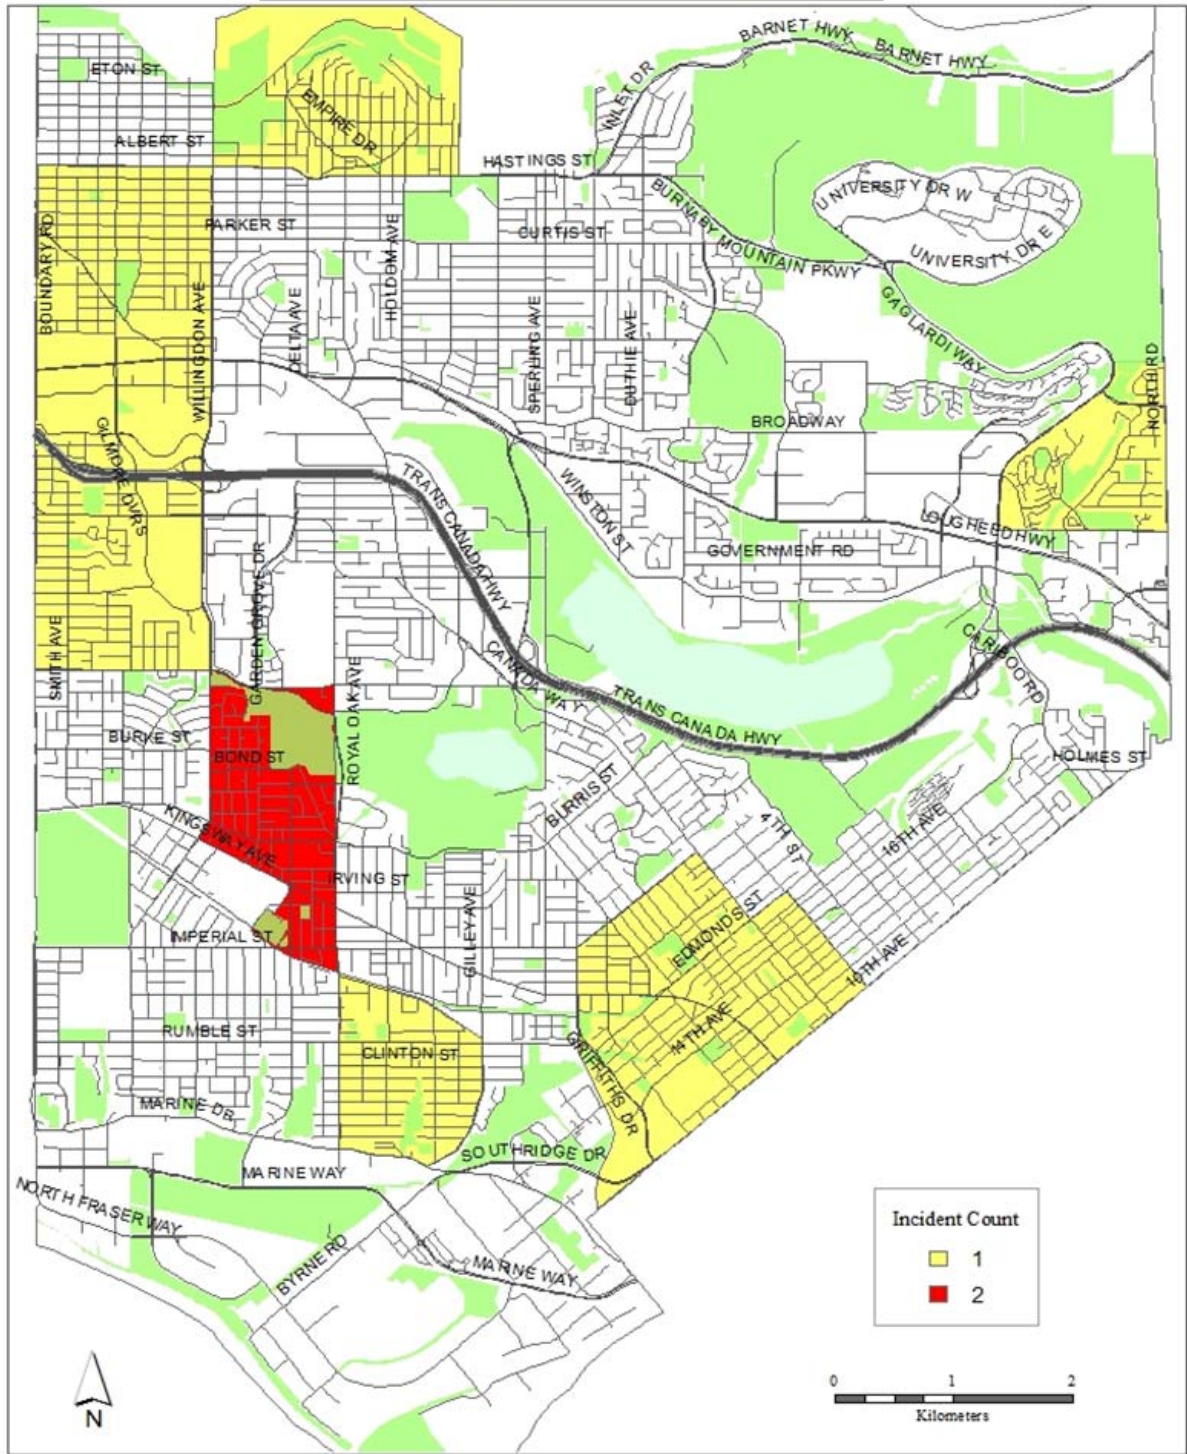 BARNET HWY
BARNET HWY
ETON ST
INLET DR
EMPIRE DR
ALBERT ST
HASTINGS ST
UNIVERSITY DR W
BURNABY MOUNTAIN PKWY
PARKER ST
CURTIS ST
UNIVERSITY DR E
BOUNDARY RD
HOLDOM AVE
WILLINGDON AVE
DELTA AVE
SPERLING AVE
DUTHIE AVE
GAGLARDI WAY
NORTH RD
BROADWAY
GILMORE DVRS
TRANS CANADA HWY
WINSTON ST
LOUGHEED HWY
GOVERNMENT RD
GARDEN GROVE DR
SMITH AVE
ROYAL OAK AVE
CANADA WAY
CARIBOO RD
TRANS CANADA HWY
BURKE ST
BOND ST
HOLMES ST
BURRIS ST
KINGSWAY AVE
4 TH ST
16TH AVE
IRVING ST
GILLEY AVE
EDMONDS ST
IMPERIAL ST
10TH AVE
RUMBLE ST
14TH AVE
CLINTON ST
GRIFFITHS DR
MARINE DR
SOUTHRIDGE DR
MARINE WAY
NORTH FRASER WAY
BYRNE RD
MARINE WAY
Incident Count
1
2
0 1 2
Kilometers
N